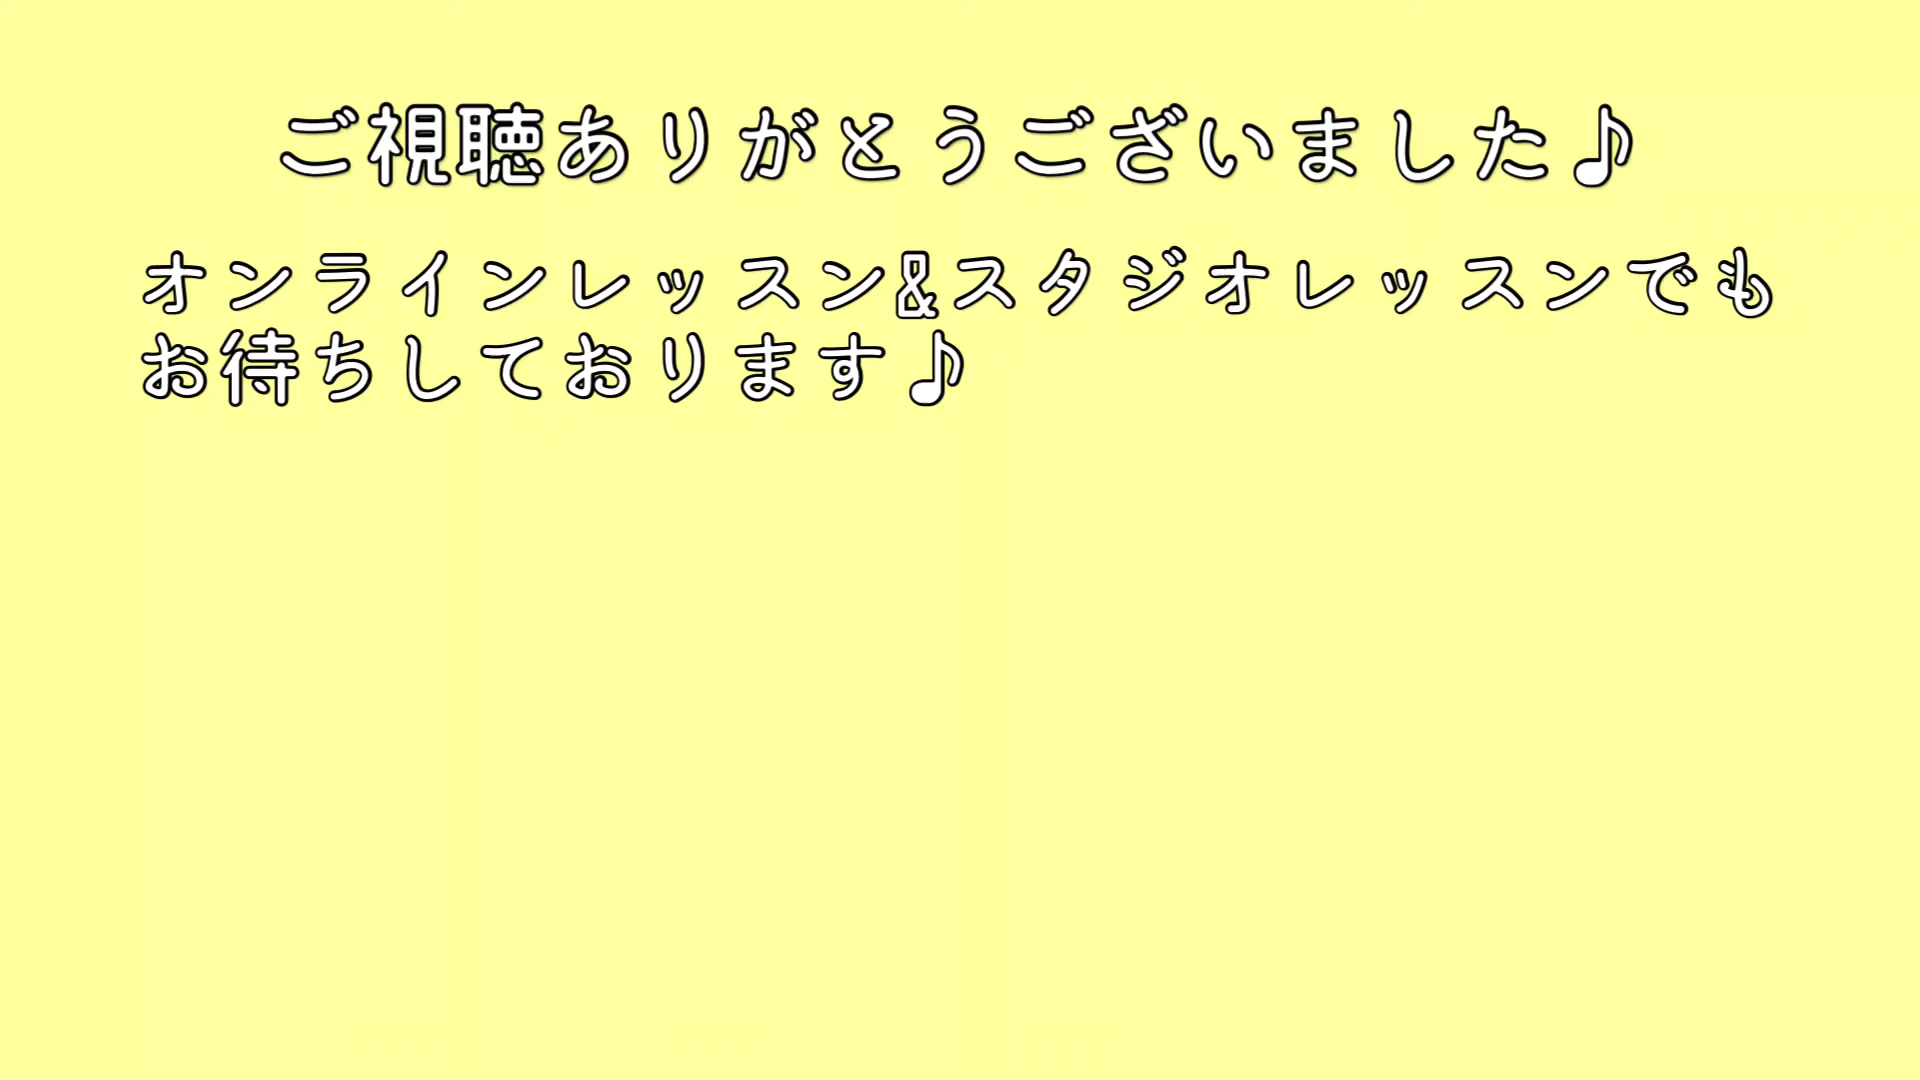 ご視聴ありがとうございました♪
オンラインレッスン&スタジオレッスンでも
お待ちしております♪